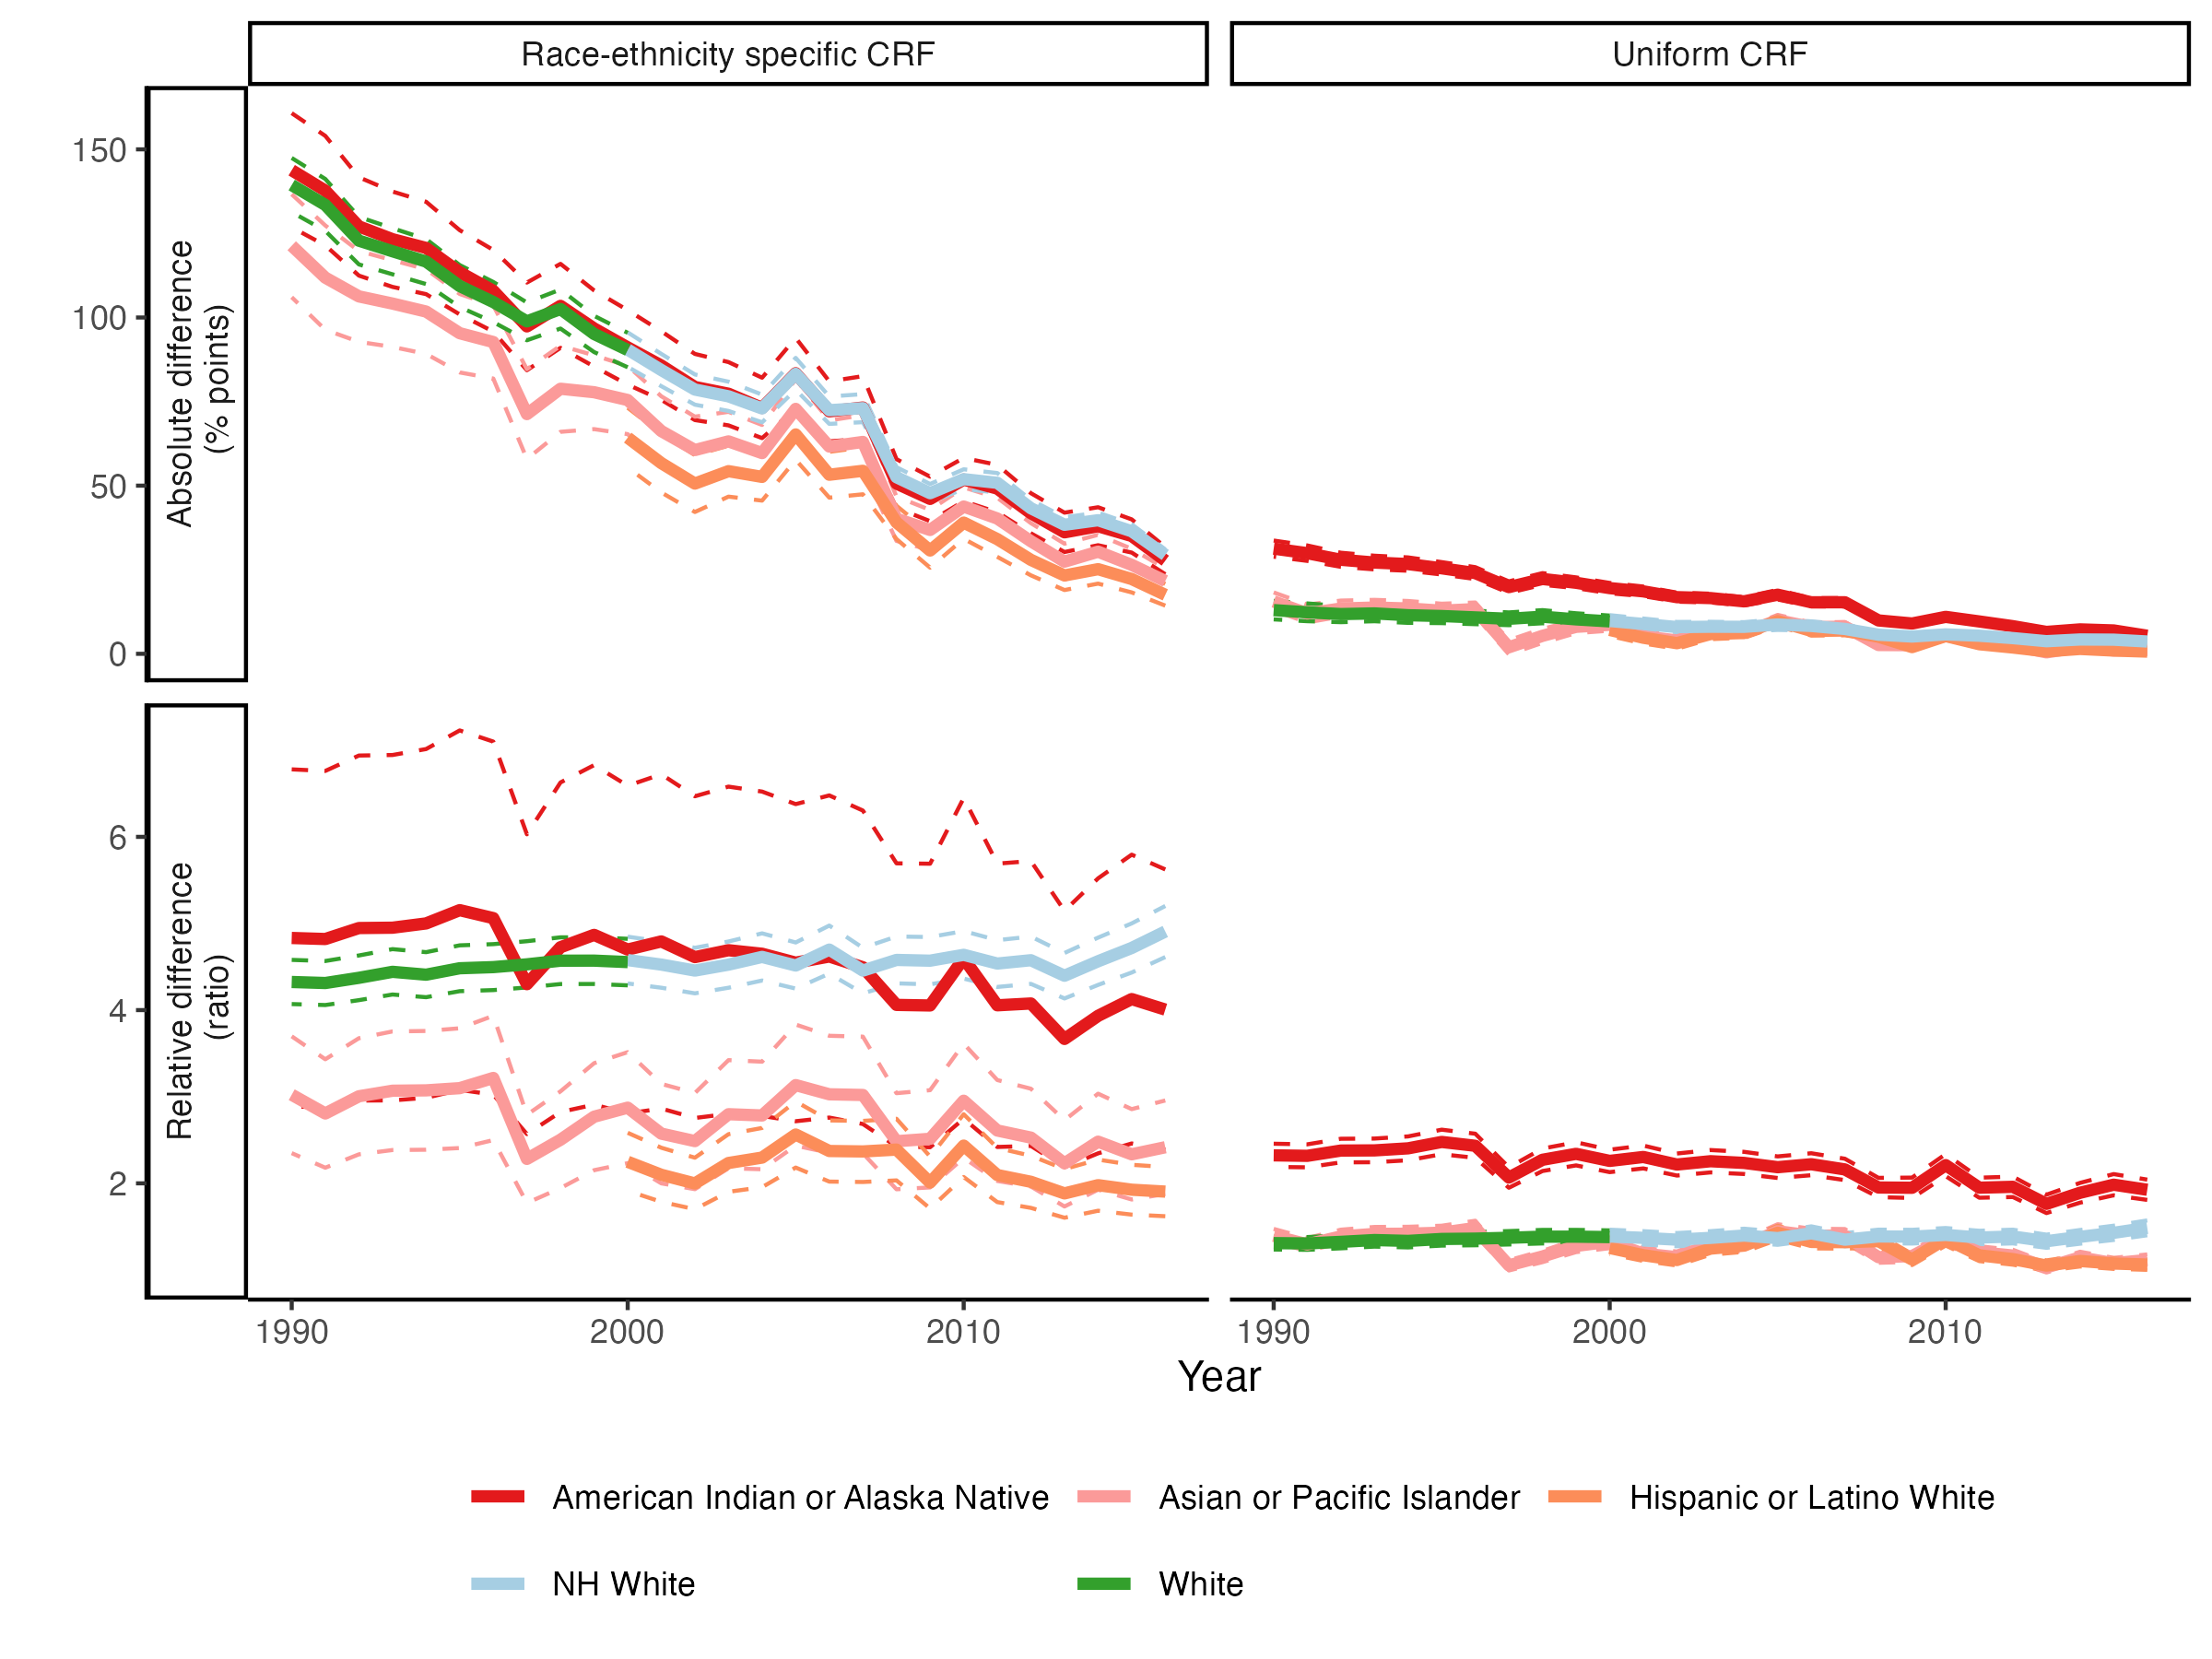 Race-ethnicity specific CRF
Uniform CRF
Absolute difference
(% points)
150
100
50
0
Relative difference
(ratio)
6
4
2
1990
2000
2010
1990
2000
2010
Year
American Indian or Alaska Native
Asian or Pacific Islander
Hispanic or Latino White
NH White
White